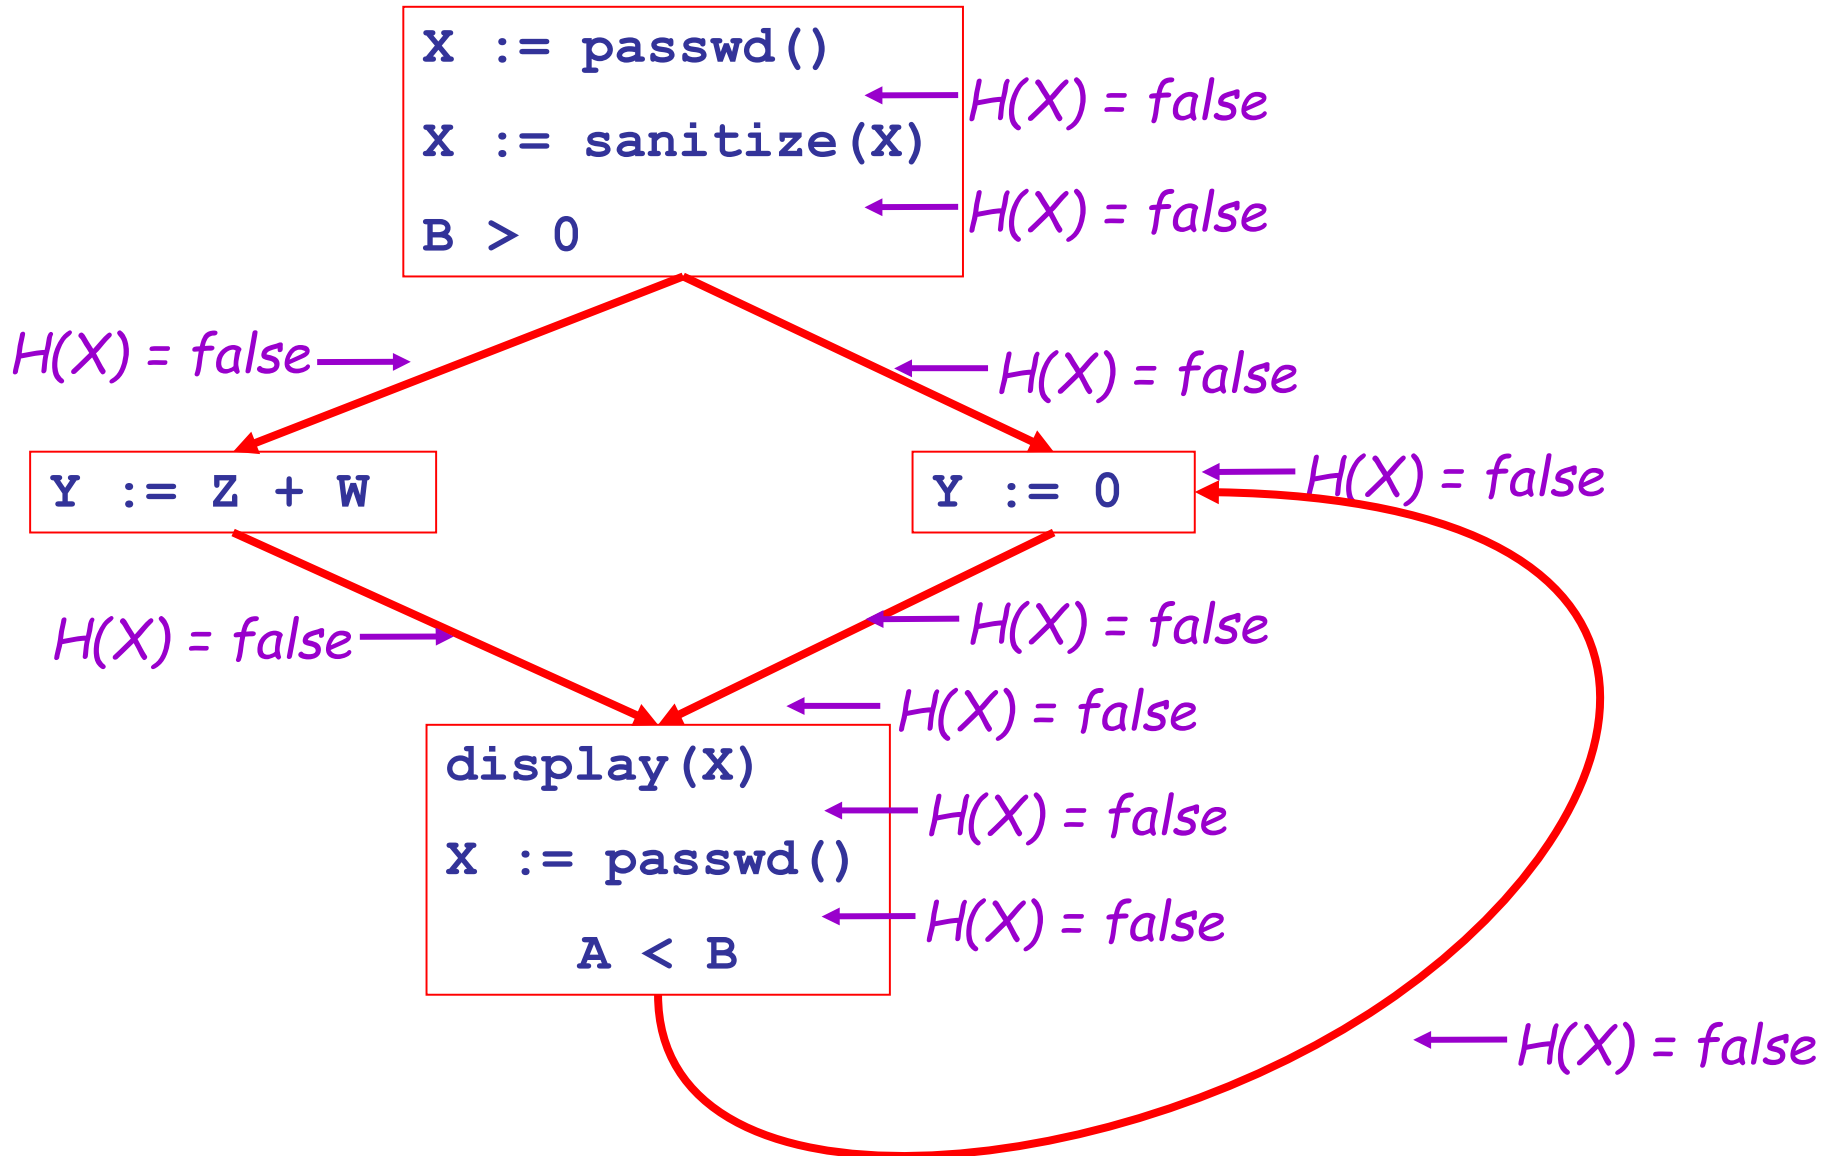 X := passwd()
H(X) = false
X := sanitize(X)
H(X) = false
B > 0
H(X) = false
H(X) = false
H(X) = false
Y := Z + W
Y := 0
H(X) = false
H(X) = false
H(X) = false
display(X)
H(X) = false
X := passwd()
H(X) = false
A < B
H(X) = false